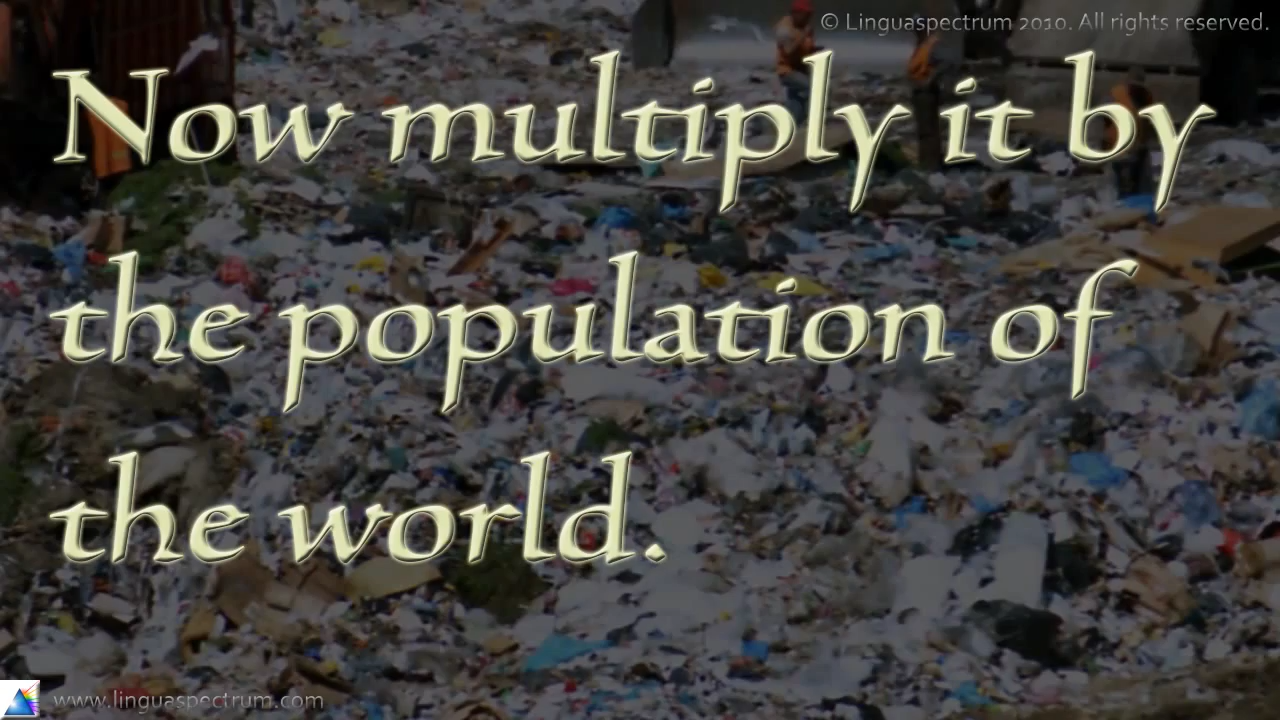 © Linguaspectrum 2010. All rights reserved.
Now multiply it by
the population of
the world.
www.linguaspectrum.com